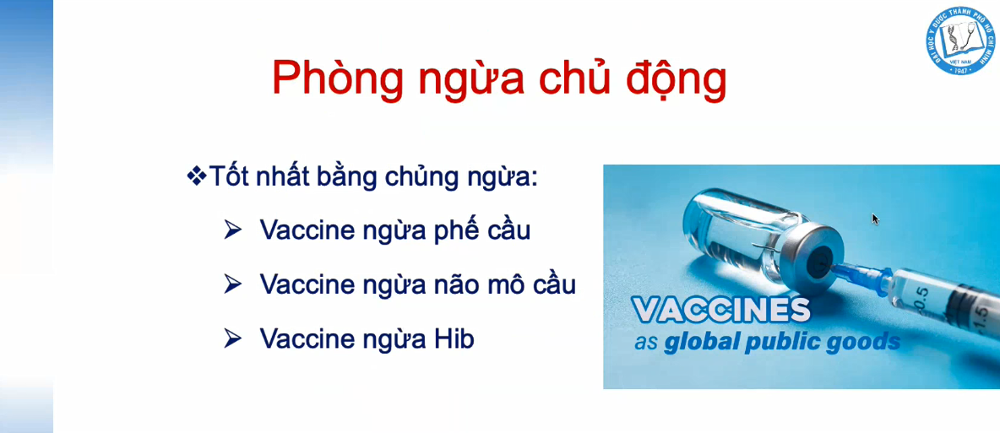 ĐẠI HỌC Y DƯỢC THÀNH PHỐ HỒ CHÍ MINH
VIỆT NAM
1947
Phòng ngừa chủ động
❖Tốt nhất bằng chủng ngừa:
➢ Vaccine ngừa phế cầu
➢ Vaccine ngừa não mô cầu
➢ Vaccine ngừa Hib
0.5
1.5
VACCINES
as global public goods